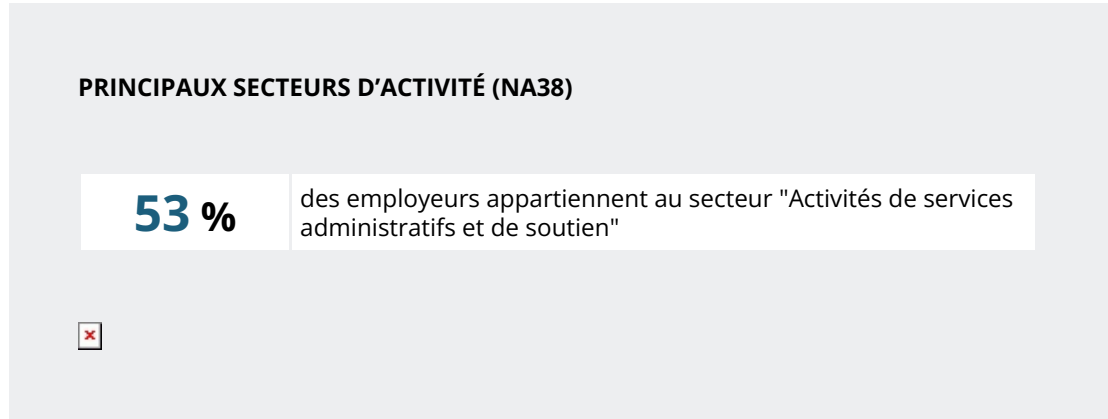 PRINCIPAUX SECTEURS D’ACTIVITÉ (NA38)
53 %
des employeurs appartiennent au secteur "Activités de services
administratifs et de soutien"